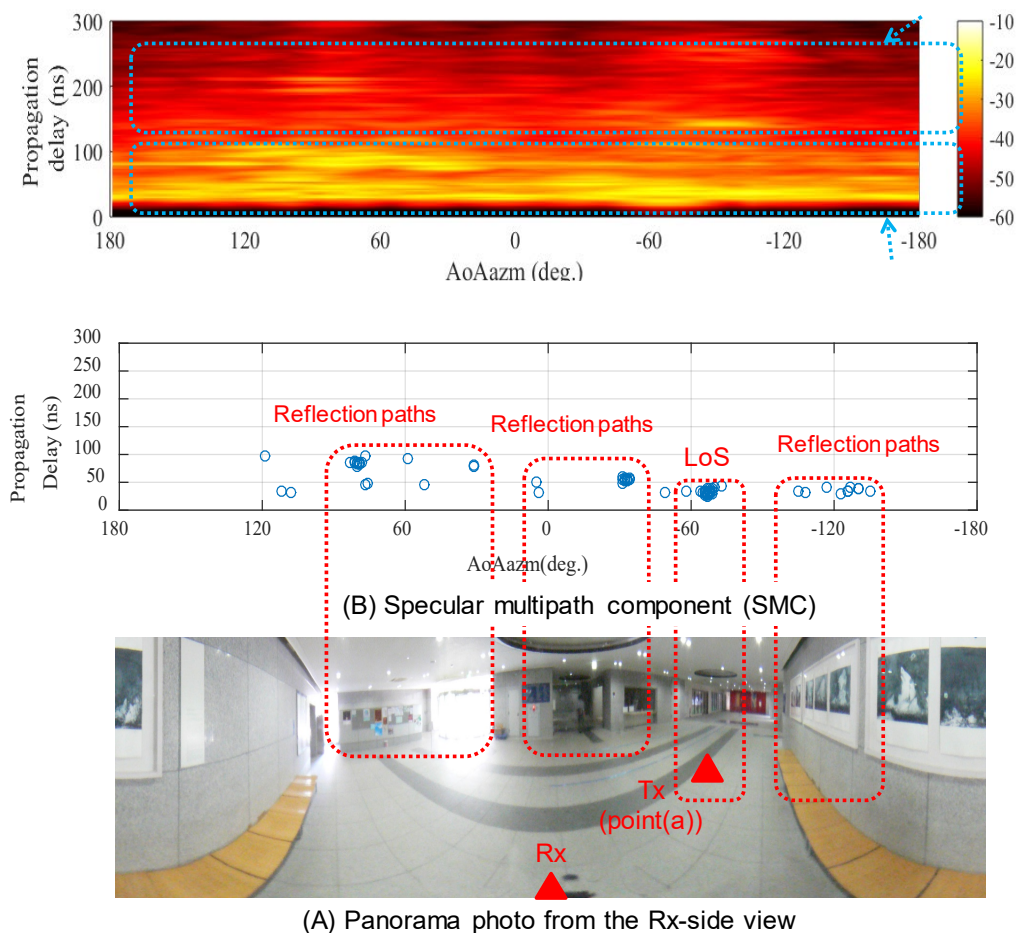 300
200
100
0
Propagation
delay (ns)
180
120
60
0
-60
-120
-180
AoAazm (deg.)
-10
-20
-30
-40
-50
-60
300
250
200
150
100
50
0
Propagation
Delay (ns)
180
120
60
0
-60
-120
-180
AoAazm(deg.)
Reflection paths
Reflection paths
LoS
Reflection paths
(B) Specular multipath component (SMC)
Tx
(point(a))
Rx
(A) Panorama photo from the Rx-side view